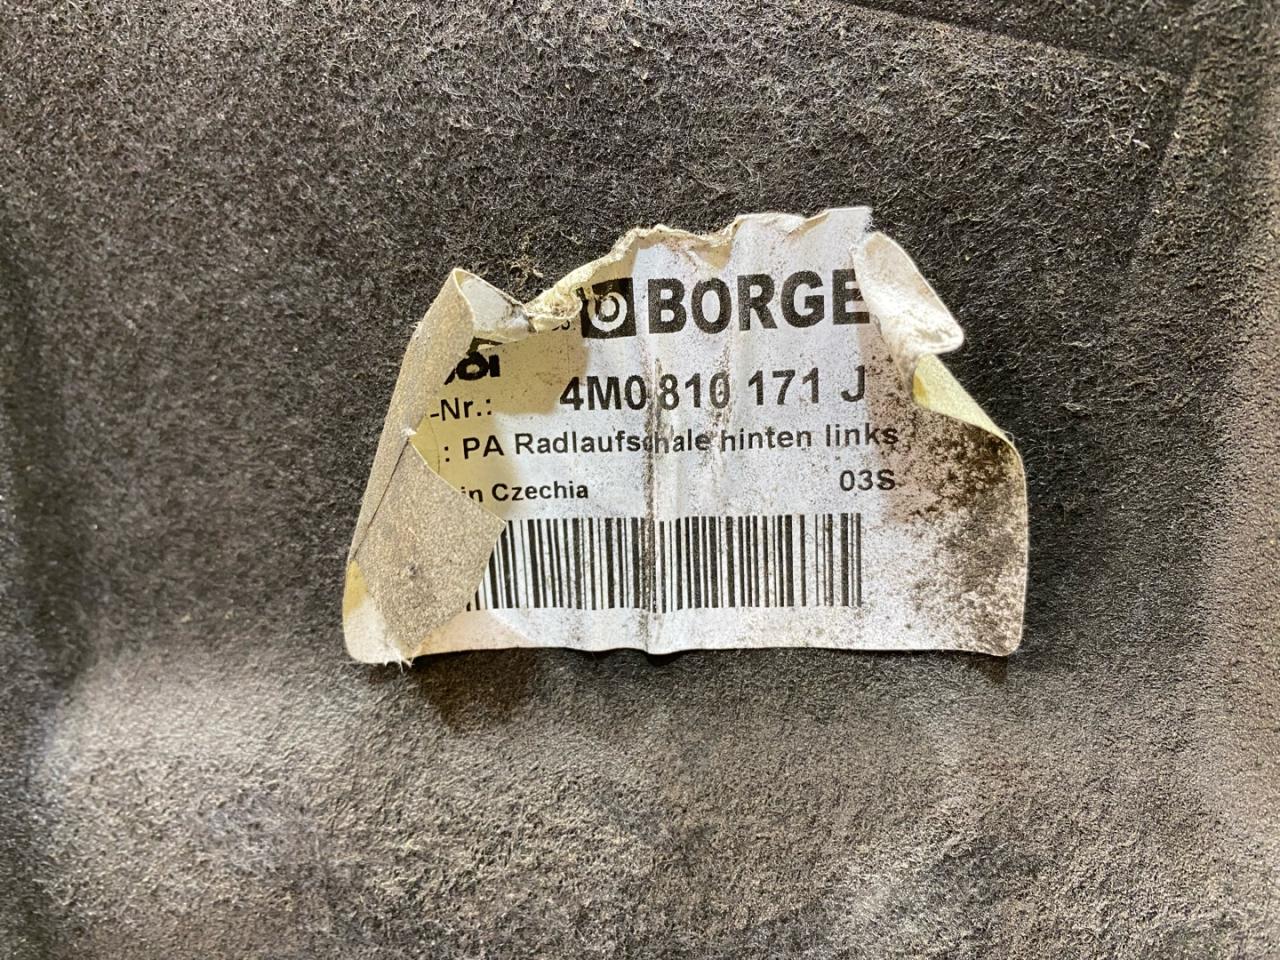 BORGE
-Nr.: 4M0 810 171 J
: PA Radlaufschale hinten links
in Czechia 03S